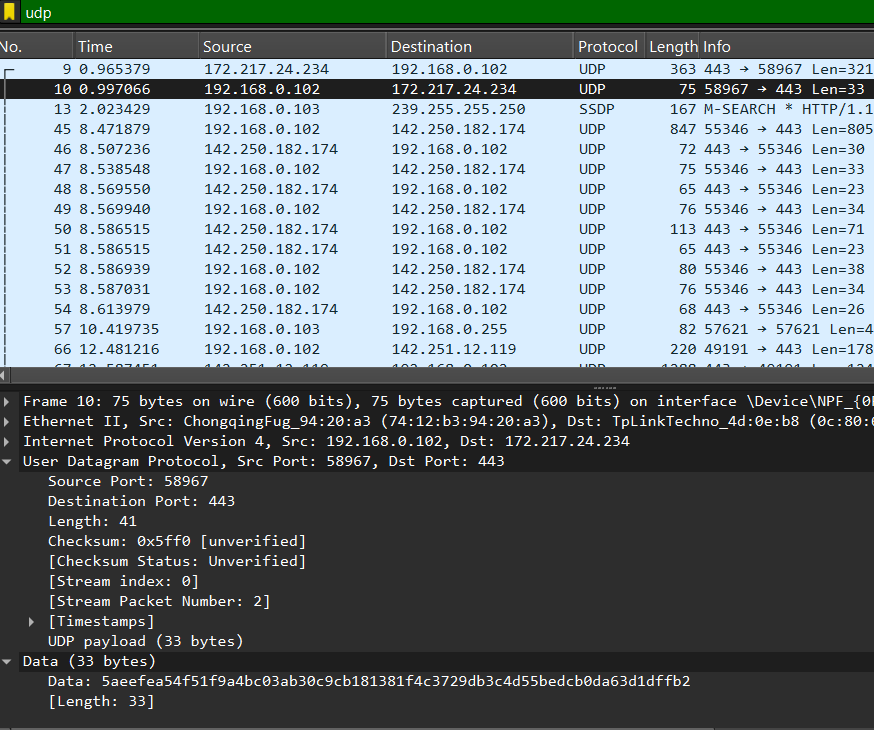 udp
No. Time Source Destination Protocol Length Info
9 0.965379 172.217.24.234 192.168.0.102 UDP 363 443 → 58967 Len=321
10 0.997066 192.168.0.102 172.217.24.234 UDP 75 58967 → 443 Len=33
13 2.023429 192.168.0.103 239.255.255.250 SSDP 167 M-SEARCH * HTTP/1.1
45 8.471879 192.168.0.102 142.250.182.174 UDP 847 55346 → 443 Len=805
46 8.507236 142.250.182.174 192.168.0.102 UDP 72 443 → 55346 Len=30
47 8.538548 192.168.0.102 142.250.182.174 UDP 75 55346 → 443 Len=33
48 8.569550 142.250.182.174 192.168.0.102 UDP 65 443 → 55346 Len=23
49 8.569940 192.168.0.102 142.250.182.174 UDP 76 55346 → 443 Len=34
50 8.586515 142.250.182.174 192.168.0.102 UDP 113 443 → 55346 Len=71
51 8.586515 142.250.182.174 192.168.0.102 UDP 65 443 → 55346 Len=23
52 8.586939 192.168.0.102 142.250.182.174 UDP 80 55346 → 443 Len=38
53 8.587031 192.168.0.102 142.250.182.174 UDP 76 55346 → 443 Len=34
54 8.613979 142.250.182.174 192.168.0.102 UDP 68 443 → 55346 Len=26
57 10.419735 192.168.0.103 192.168.0.255 UDP 82 57621 → 57621 Len=4
66 12.481216 192.168.0.102 142.251.12.119 UDP 220 49191 → 443 Len=178
Frame 10: 75 bytes on wire (600 bits), 75 bytes captured (600 bits) on interface \Device\NPF_{0
Ethernet II, Src: ChongqingFug_94:20:a3 (74:12:b3:94:20:a3), Dst: TpLinkTechno_4d:0e:b8 (0c:80:6
Internet Protocol Version 4, Src: 192.168.0.102, Dst: 172.217.24.234
User Datagram Protocol, Src Port: 58967, Dst Port: 443
Source Port: 58967
Destination Port: 443
Length: 41
Checksum: 0x5ff0 [unverified]
[Checksum Status: Unverified]
[Stream index: 0]
[Stream Packet Number: 2]
[Timestamps]
UDP payload (33 bytes)
Data (33 bytes)
Data: 5aeefea54f51f9a4bc03ab30c9cb181381f4c3729db3c4d55bedcb0da63d1dffb2
[Length: 33]